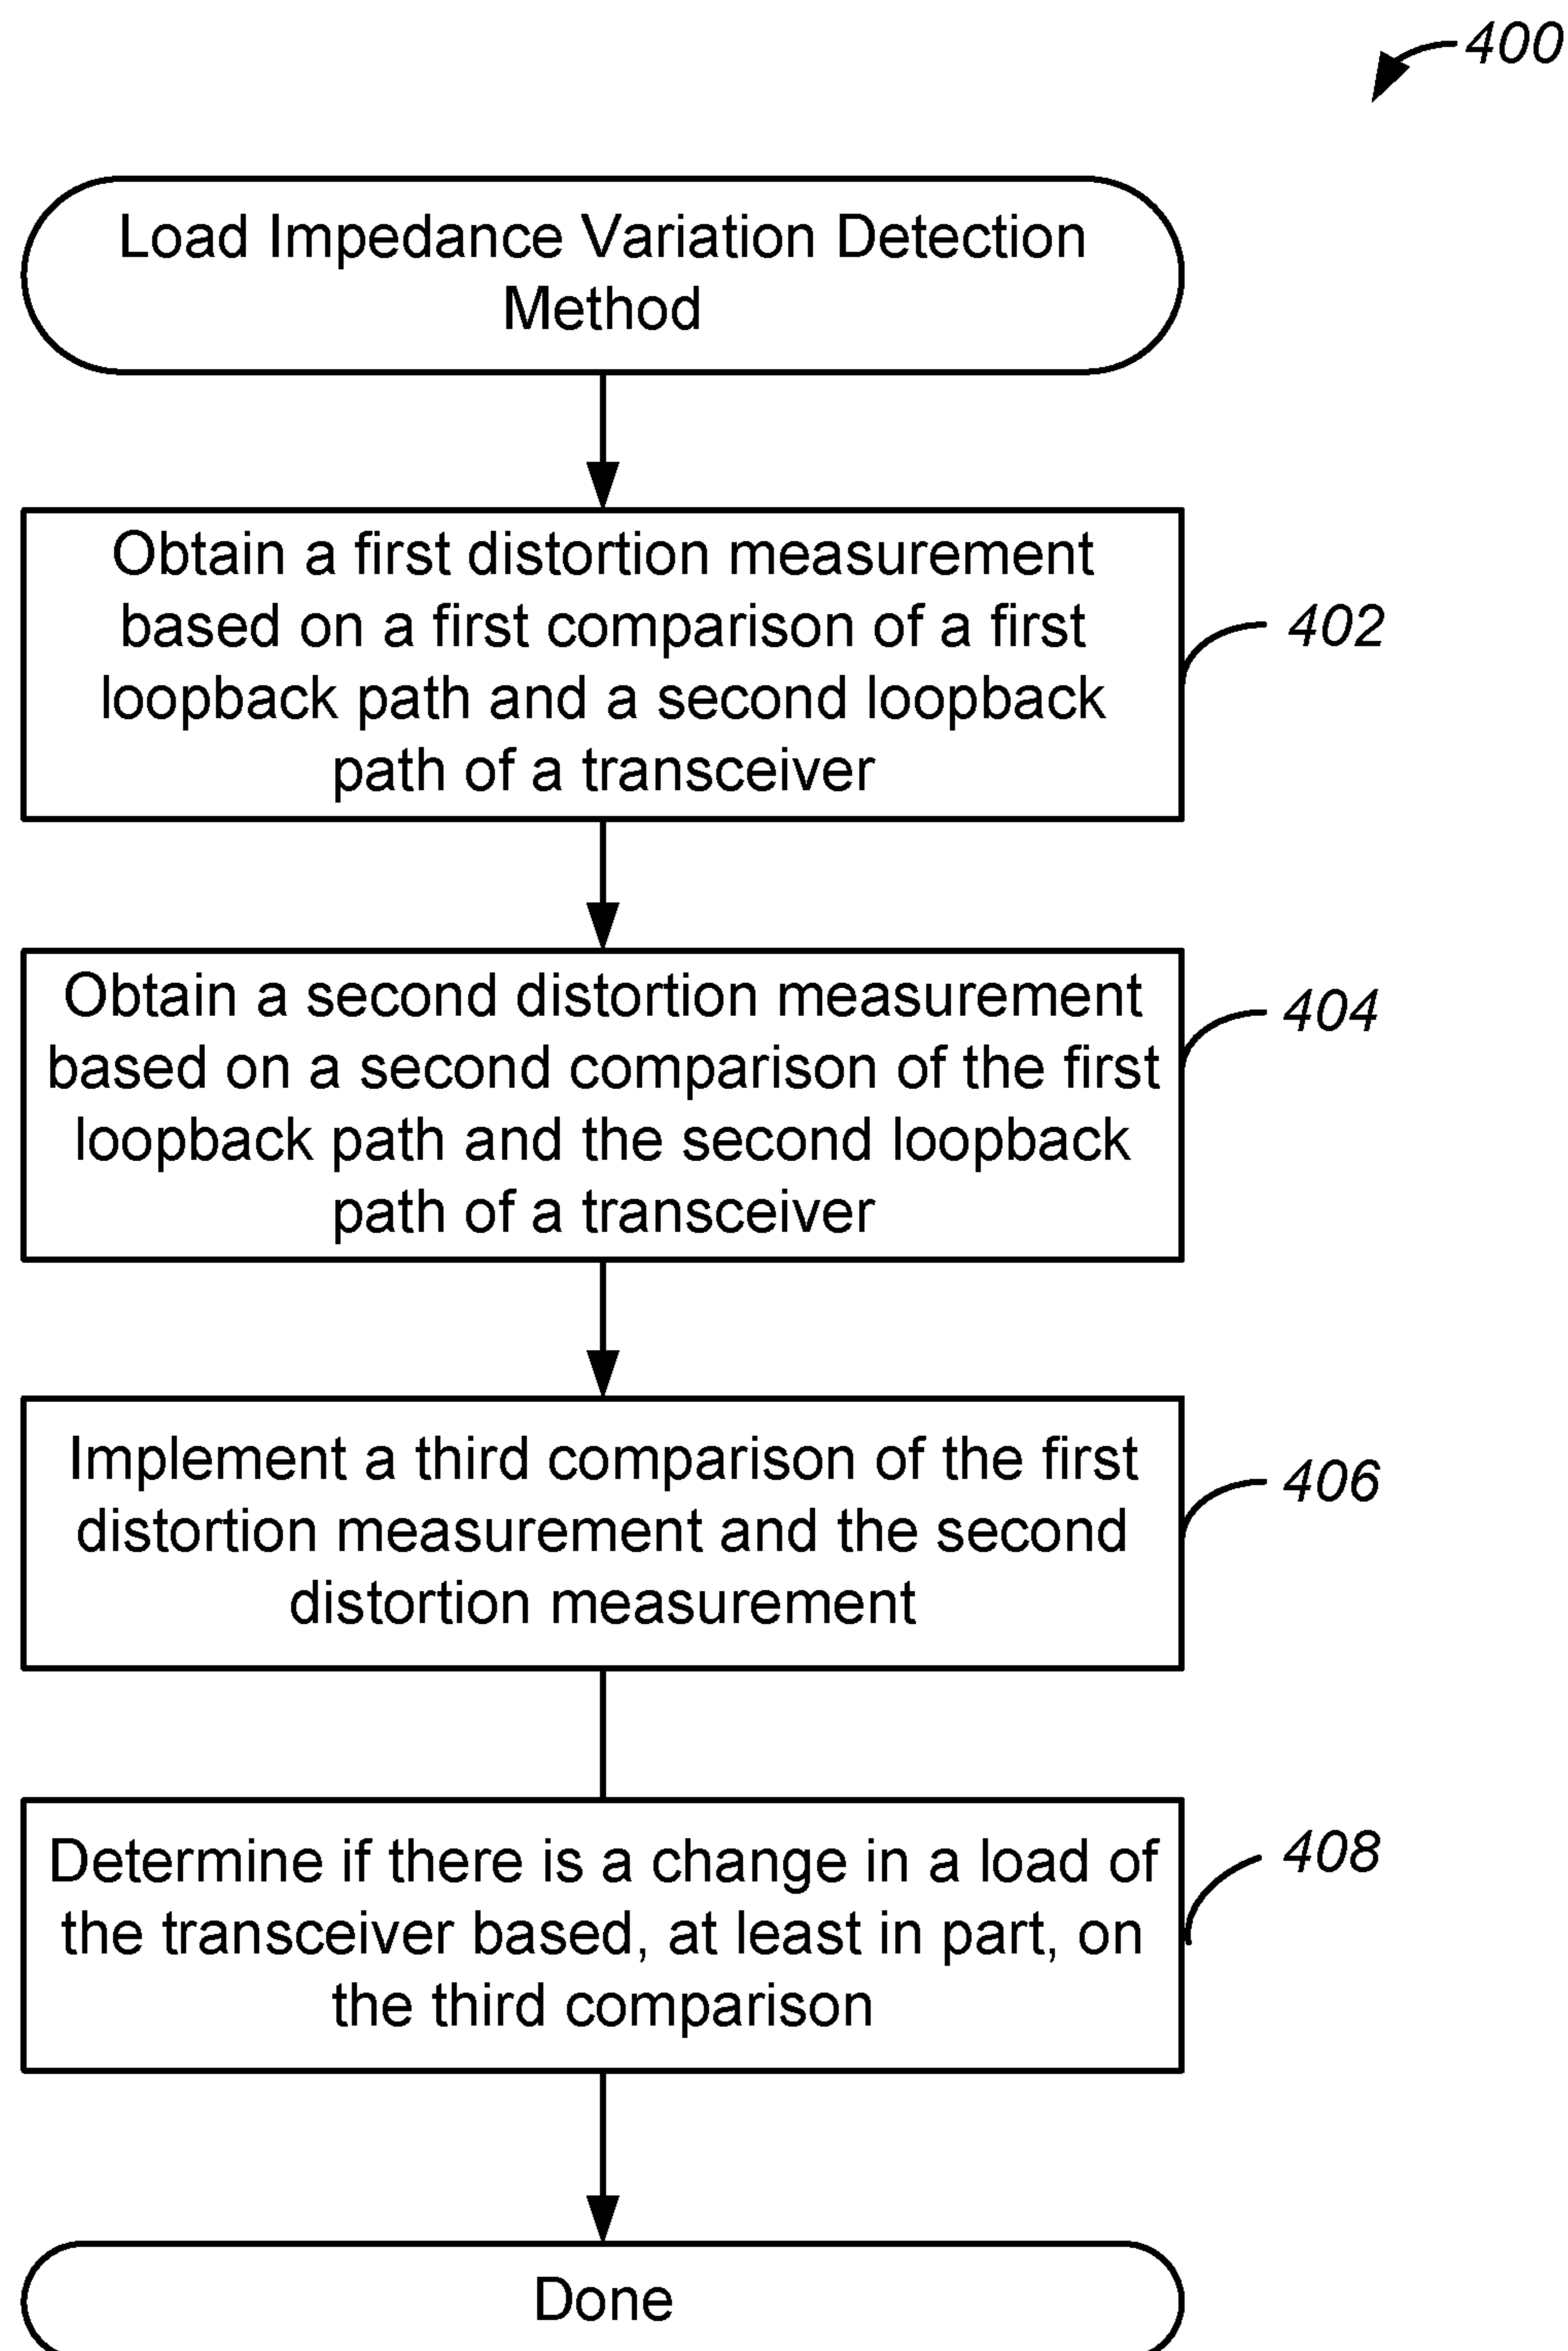 400
Load Impedance Variation Detection
Method
Obtain a first distortion measurement
based on a first comparison of a first
loopback path and a second loopback
path of a transceiver
402
Obtain a second distortion measurement
based on a second comparison of the first
loopback path and the second loopback
path of a transceiver
404
Implement a third comparison of the first
distortion measurement and the second
distortion measurement
406
Determine if there is a change in a load of
the transceiver based, at least in part, on
the third comparison
408
Done